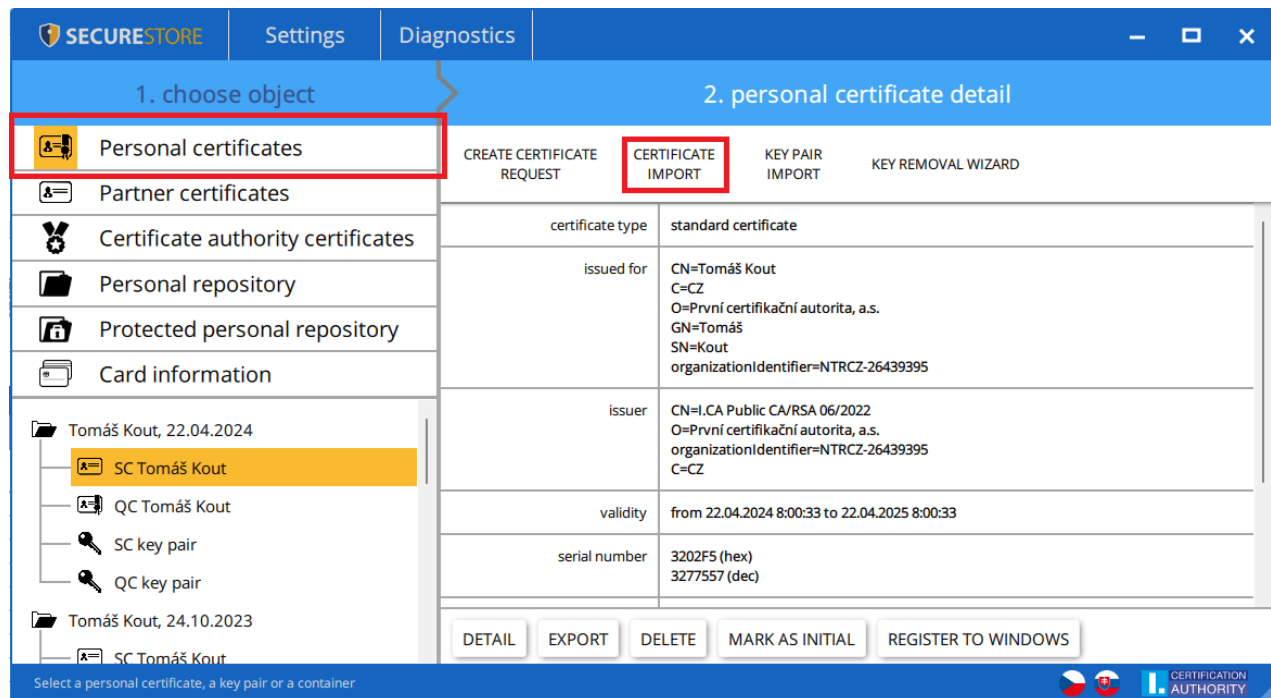 SECURESTORE
Settings
Diagnostics
1. choose object
2. personal certificate detail
Personal certificates
Partner certificates
Certificate authority certificates
Personal repository
Protected personal repository
Card information
Tomáš Kout, 22.04.2024
SC Tomáš Kout
QC Tomáš Kout
SC key pair
QC key pair
Tomáš Kout, 24.10.2023
SC Tomáš Kout
CREATE CERTIFICATE
REQUEST
CERTIFICATE
IMPORT
KEY PAIR
IMPORT
KEY REMOVAL WIZARD
certificate type standard certificate
issued for CN=Tomáš Kout
C=CZ
O=První certifikační autorita, a.s.
GN=Tomáš
SN=Kout
organizationIdentifier=NTRCZ-26439395
issuer CN=I.CA Public CA/RSA 06/2022
O=První certifikační autorita, a.s.
organizationIdentifier=NTRCZ-26439395
C=CZ
validity from 22.04.2024 8:00:33 to 22.04.2025 8:00:33
serial number 3202F5 (hex)
3277557 (dec)
DETAIL
EXPORT
DELETE
MARK AS INITIAL
REGISTER TO WINDOWS
Select a personal certificate, a key pair or a container
I. CERTIFICATION
AUTHORITY